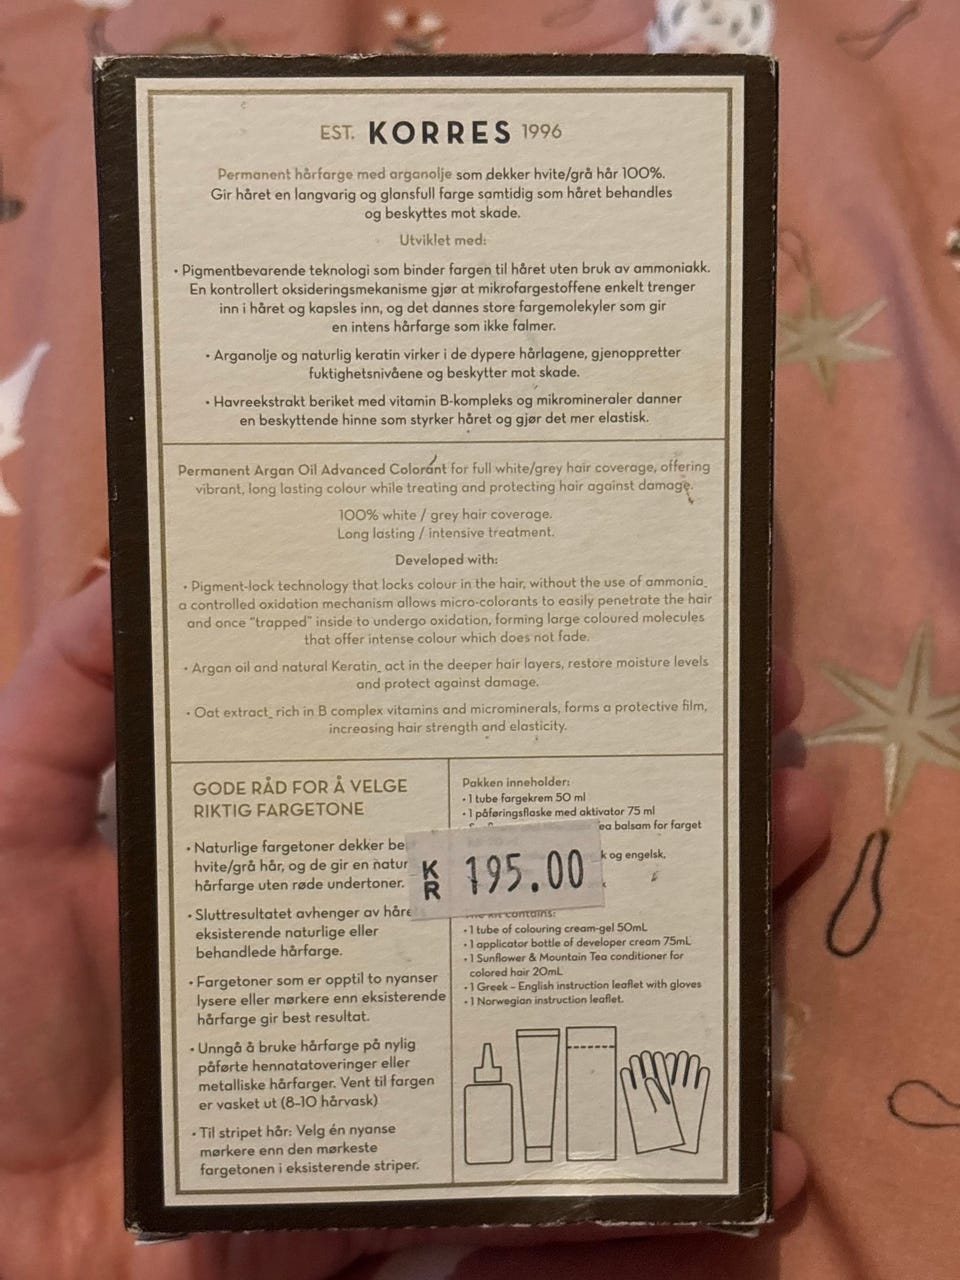 EST. KORRES 1996
Permanent hårfarge med arganolje som dekker hvite/grå hår 100%.
Gir håret en langvarig og glansfull farge samtidig som håret behandles
og beskyttes mot skade.
Utviklet med:
• Pigmentbevarende teknologi som binder fargen til håret uten bruk av ammoniakk.
En kontrollert oksideringsmekanisme gjør at mikrofargestoffene enkelt trenger
inn i håret og kapsles inn, og det dannes store fargemolekyler som gir
en intens hårfarge som ikke falmer.
• Arganolje og naturlig keratin virker i de dypere hårlagene, gjenoppretter
fuktighetsnivåene og beskytter mot skade.
• Havreekstrakt beriket med vitamin B-kompleks og mikromineraler danner
en beskyttende hinne som styrker håret og gjør det mer elastisk.
Permanent Argan Oil Advanced Colorant for full white/grey hair coverage, offering
vibrant, long lasting colour while treating and protecting hair against damage.
100% white / grey hair coverage.
Long lasting / intensive treatment.
Developed with:
• Pigment-lock technology that locks colour in the hair, without the use of ammonia_
a controlled oxidation mechanism allows micro-colorants to easily penetrate the hair
and once "trapped" inside to undergo oxidation, forming large coloured molecules
that offer intense colour which does not fade.
• Argan oil and natural Keratin_ act in the deeper hair layers, restore moisture levels
and protect against damage.
• Oat extract_ rich in B complex vitamins and microminerals, forms a protective film,
increasing hair strength and elasticity.
GODE RÅD FOR Å VELGE
RIKTIG FARGETONE
• Naturlige fargetoner dekker be
hvite/grå hår, og de gir en natur
hårfarge uten røde undertoner.
• Sluttresultatet avhenger av håre
eksisterende naturlige eller
behandlede hårfarge.
• Fargetoner som er opptil to nyanser
lysere eller mørkere enn eksisterende
hårfarge gir best resultat.
• Unngå å bruke hårfarge på nylig
påførte hennatatoveringer eller
metalliske hårfarger. Vent til fargen
er vasket ut (8-10 hårvask)
• Til stripet hår: Velg én nyanse
mørkere enn den mørkeste
fargetonen i eksisterende striper.
Pakken inneholder:
• 1 tube fargekrem 50 ml
• 1 påføringsflaske med aktivator 75 ml
ea balsam for farget
k og engelsk,
KR 195.00
contains:
• 1 tube of colouring cream-gel 50mL
• 1 applicator bottle of developer cream 75mL
• 1 Sunflower & Mountain Tea conditioner for
colored hair 20mL
• 1 Greek - English instruction leaflet with gloves
• 1 Norwegian instruction leaflet.